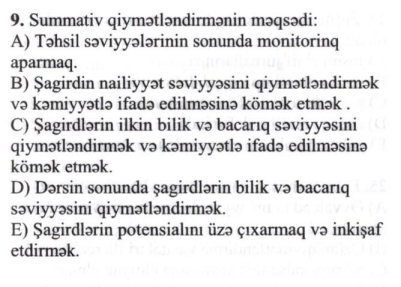 9. Summativ qiymətləndirmənin məqsədi:
A) Təhsil səviyyələrinin sonunda monitorinq
aparmaq.
B) Şagirdin nailiyyət səviyyəsini qiymətləndirmək
və kəmiyyətlə ifadə edilməsinə kömək etmək .
C) Şagirdlərin ilkin bilik və bacarıq səviyyəsini
qiymətləndirmək və kəmiyyətlə ifadə edilməsinə
kömək etmək.
D) Dərsin sonunda şagirdlərin bilik və bacarıq
səviyyəsini qiymətləndirmək.
E) Şagirdlərin potensialını üzə çıxarmaq və inkişaf
etdirmək.